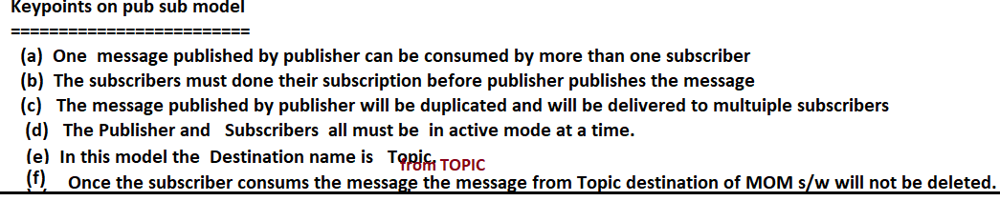 Keypoints on pub sub model
=========================
(a) One message published by publisher can be consumed by more than one subscriber
(b) The subscribers must done their subscription before publisher publishes the message
(c) The message published by publisher will be duplicated and will be delivered to multuiple subscribers
(d) The Publisher and Subscribers all must be in active mode at a time.
(e) In this model the Destination name is Topic.
from TOPIC
(f) Once the subscriber consums the message the message from Topic destination of MOM s/w will not be deleted.